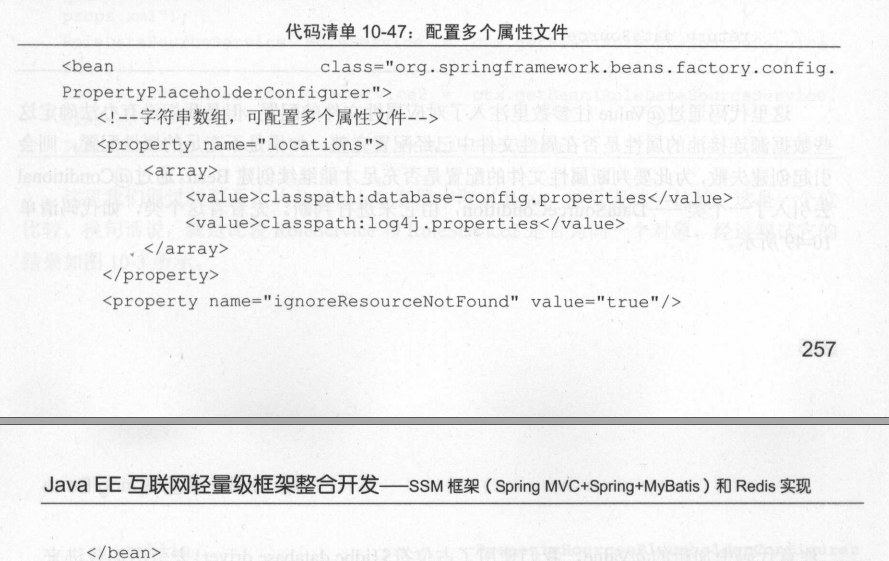 代码清单 10-47：配置多个属性文件
<bean class="org.springframework.beans.factory.config.
PropertyPlaceholderConfigurer">
<!--字符串数组，可配置多个属性文件-->
<property name="locations">
<array>
<value>classpath:database-config.properties</value>
<value>classpath:log4j.properties</value>
</array>
</property>
<property name="ignoreResourceNotFound" value="true"/>
257
Java EE 互联网轻量级框架整合开发——SSM 框架（Spring MVC+Spring+MyBatis）和 Redis 实现
</bean>